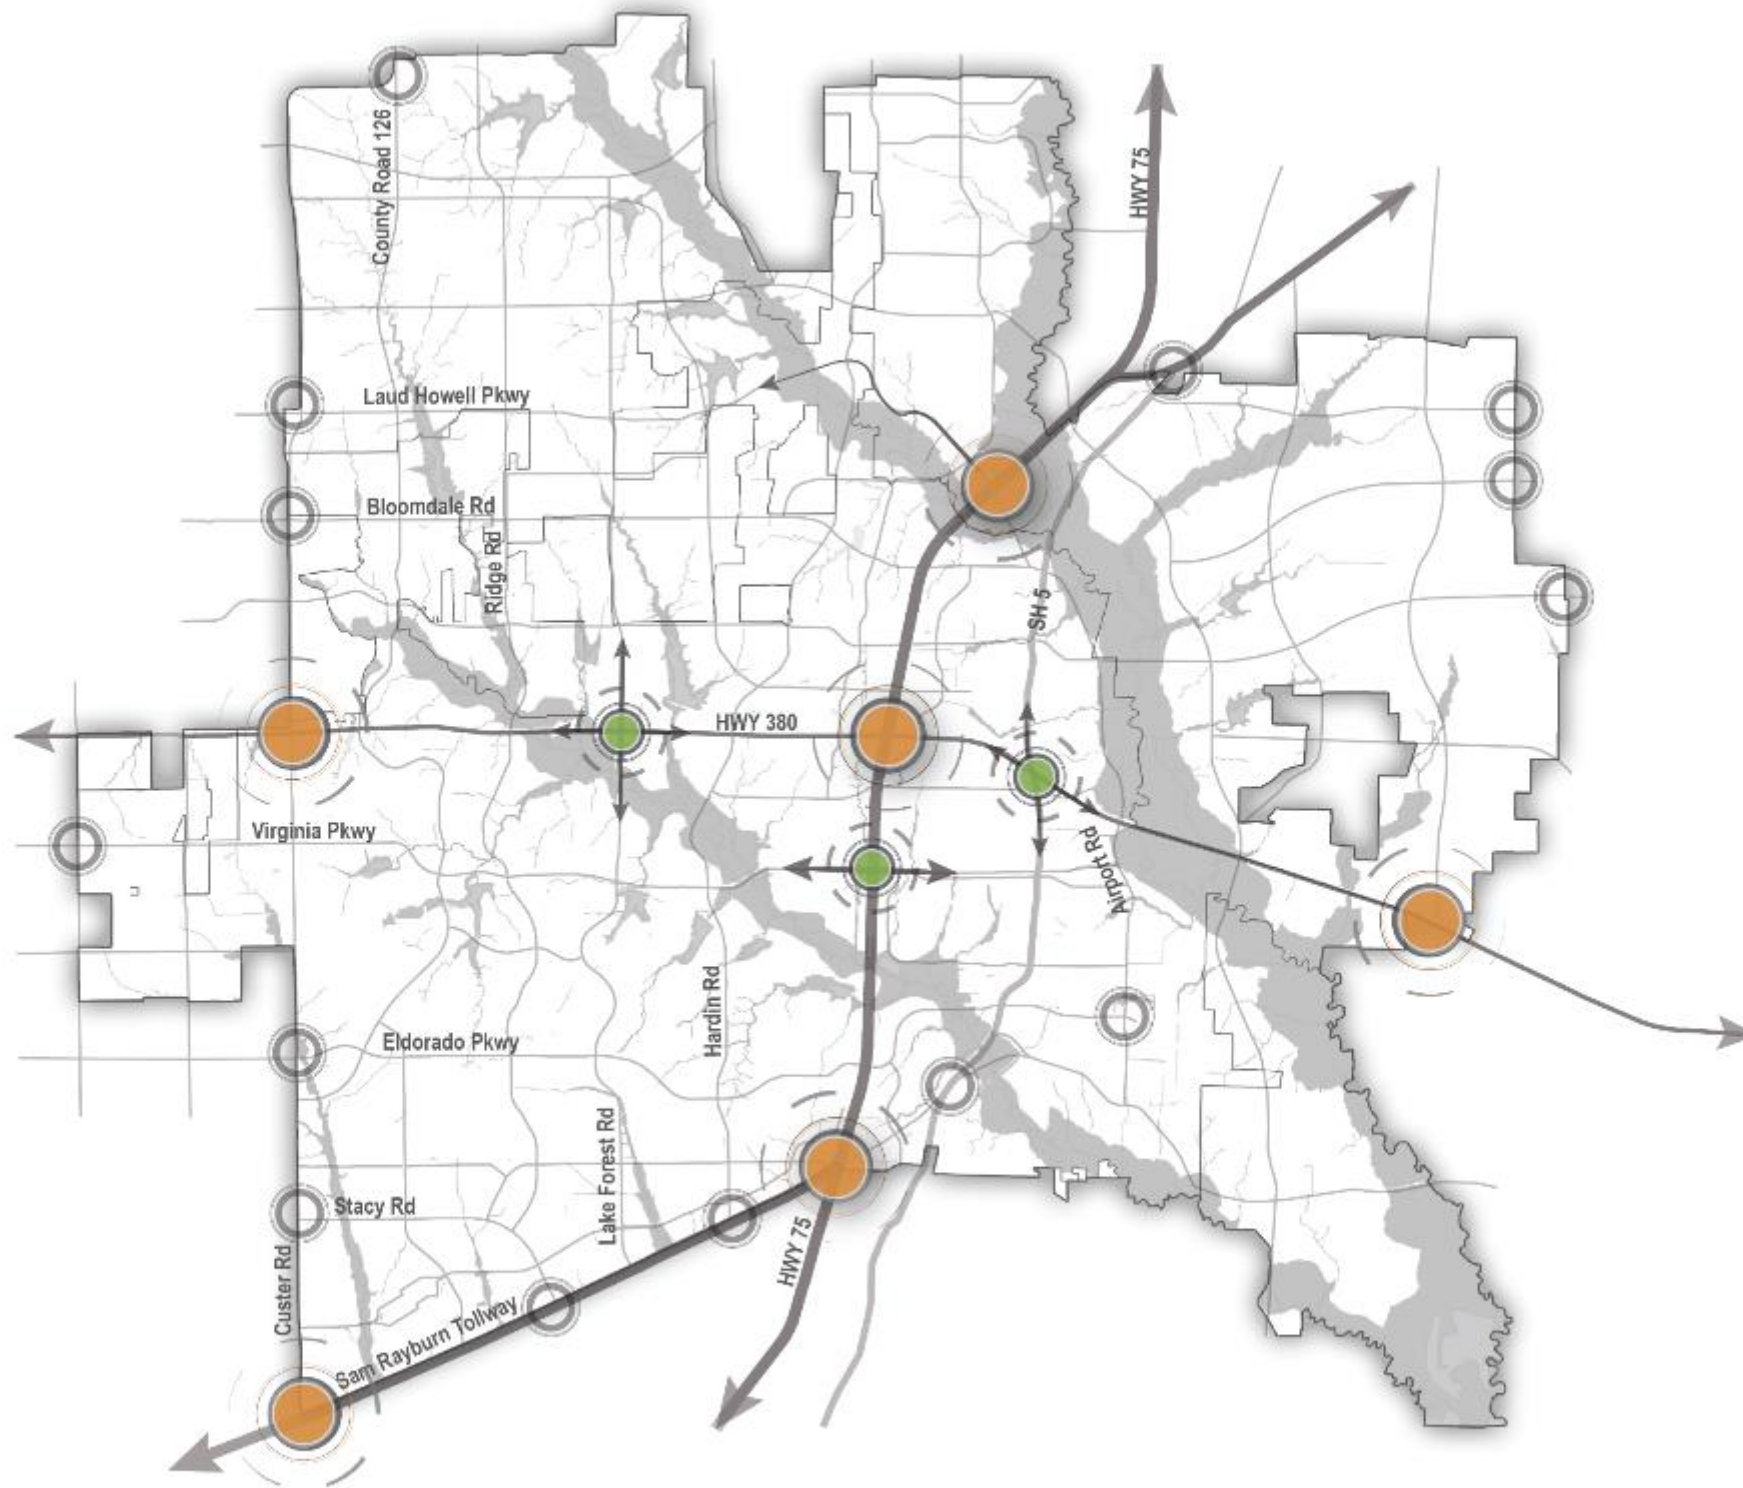 County Road 126
HWY 75
Laud Howell Pkwy
Bloomdale Rd
Ridge Rd
SH 5
HWY 380
Virginia Pkwy
Airport Rd
Hardin Rd
Eldorado Pkwy
Lake Forest Rd
Stacy Rd
HWY 75
Custer Rd
Sam Rayburn Tollway